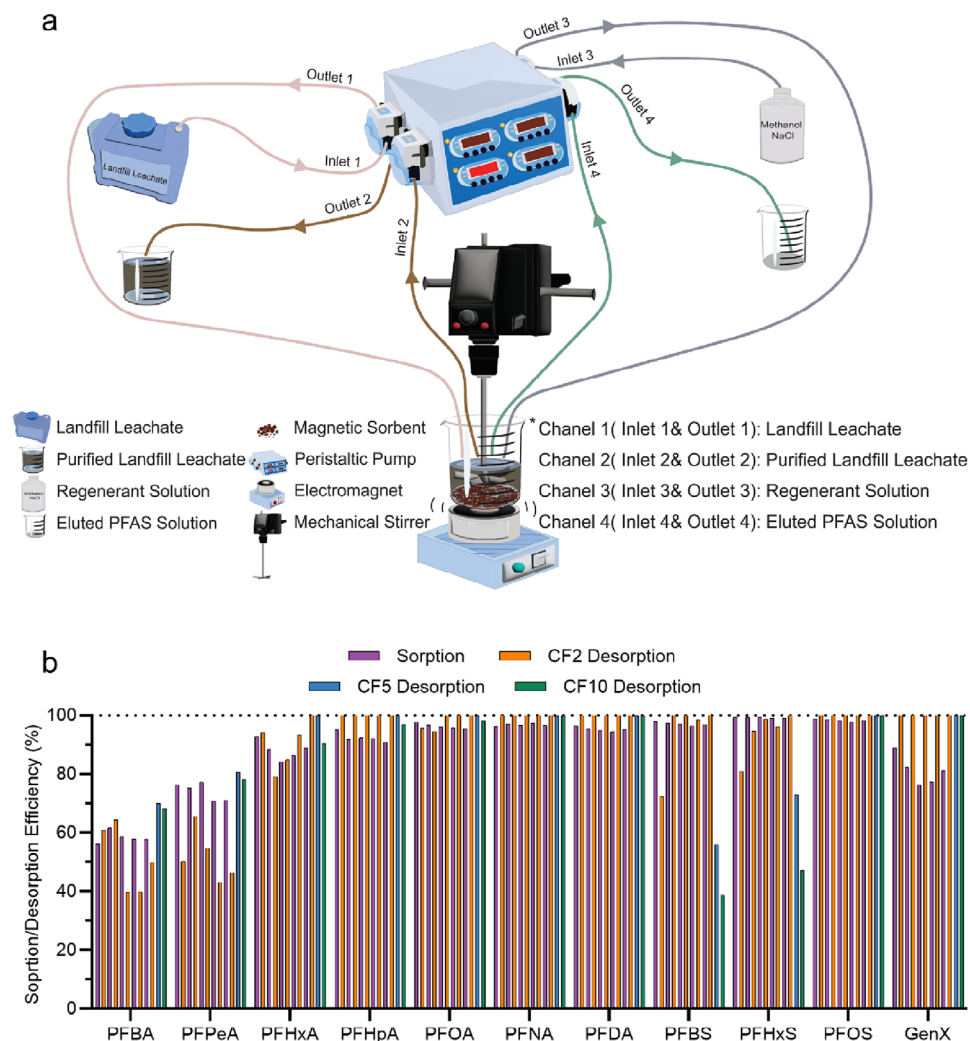 a
Outlet 3
Inlet 3
Outlet 1
Outlet 4
Methanol
NaCl
Landfill Leachate
Inlet 1
Inlet 4
Outlet 2
Inlet 2
Landfill Leachate
Purified Landfill Leachate
Regenerant Solution
Eluted PFAS Solution
Magnetic Sorbent
Peristaltic Pump
Electromagnet
Mechanical Stirrer
* Chanel 1( Inlet 1& Outlet 1): Landfill Leachate
Chanel 2( Inlet 2& Outlet 2): Purified Landfill Leachate
Chanel 3( Inlet 3& Outlet 3): Regenerant Solution
Chanel 4( Inlet 4& Outlet 4): Eluted PFAS Solution
b
Sorption
CF2 Desorption
CF5 Desorption
CF10 Desorption
Soprtion/Desorption Efficiency (%)
100
80
60
40
20
0
PFBA PFPeA PFHxA PFHpA PFOA PFNA PFDA PFBS PFHxS PFOS GenX